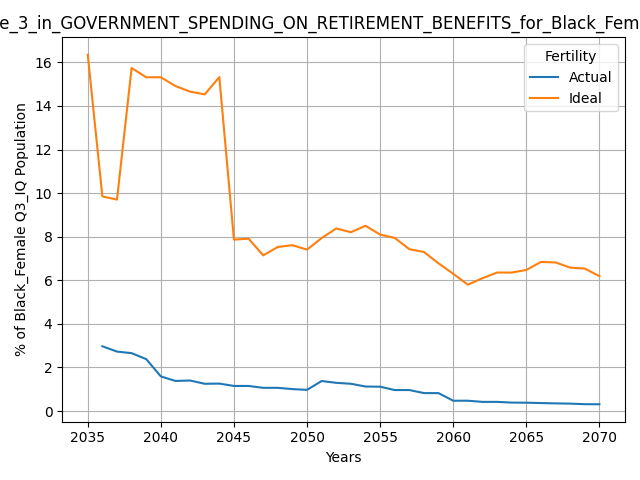 e_3_in_GOVERNMENT_SPENDING_ON_RETIREMENT_BENEFITS_for_Black_Fem
Fertility
Actual
Ideal
% of Black_Female Q3_IQ Population
16
14
12
10
8
6
4
2
0
2035 2040 2045 2050 2055 2060 2065 2070
Years